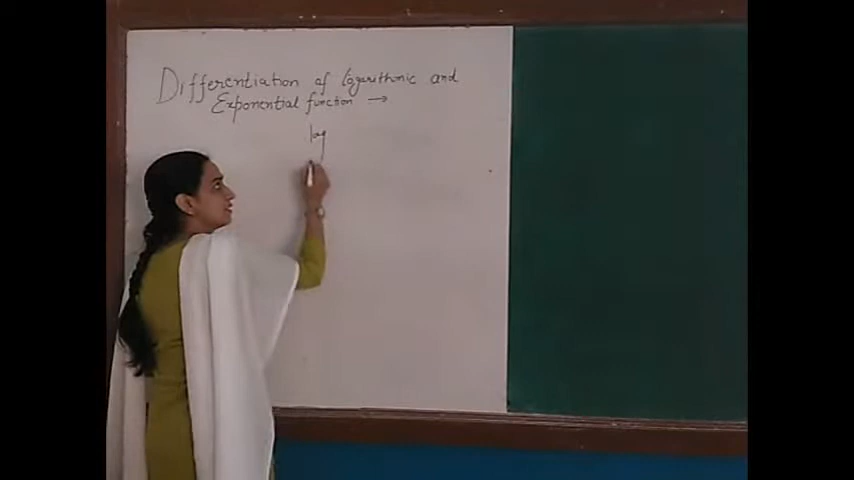 Differentiation of Logarithmic and
Exponential function →
log